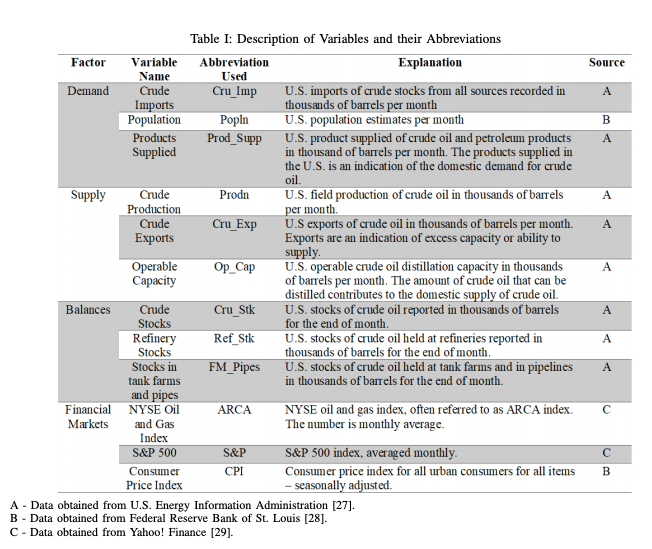 Table I: Description of Variables and their Abbreviations
Factor Variable Name Abbreviation Used Explanation Source
Demand Crude Imports Cru_Imp U.S. imports of crude stocks from all sources recorded in thousands of barrels per month A
Population Popln U.S. population estimates per month B
Products Supplied Prod_Supp U.S. product supplied of crude oil and petroleum products in thousand of barrels per month. The products supplied in the U.S. is an indication of the domestic demand for crude oil. A
Supply Crude Production Prodn U.S. field production of crude oil in thousands of barrels per month. A
Crude Exports Cru_Exp U.S exports of crude oil in thousands of barrels per month. Exports are an indication of excess capacity or ability to supply. A
Operable Capacity Op_Cap U.S. operable crude oil distillation capacity in thousands of barrels per month. The amount of crude oil that can be distilled contributes to the domestic supply of crude oil. A
Balances Crude Stocks Cru_Stk U.S. stocks of crude oil reported in thousands of barrels for the end of month. A
Refinery Stocks Ref_Stk U.S. stocks of crude oil held at refineries reported in thousands of barrels for the end of month. A
Stocks in tank farms and pipes FM_Pipes U.S. stocks of crude oil held at tank farms and in pipelines in thousands of barrels for the end of month. A
Financial Markets NYSE Oil and Gas Index ARCA NYSE oil and gas index, often referred to as ARCA index. The number is monthly average. C
S&P 500 S&P S&P 500 index, averaged monthly. C
Consumer Price Index CPI Consumer price index for all urban consumers for all items – seasonally adjusted. B
A - Data obtained from U.S. Energy Information Administration [27].
B - Data obtained from Federal Reserve Bank of St. Louis [28].
C - Data obtained from Yahoo! Finance [29].